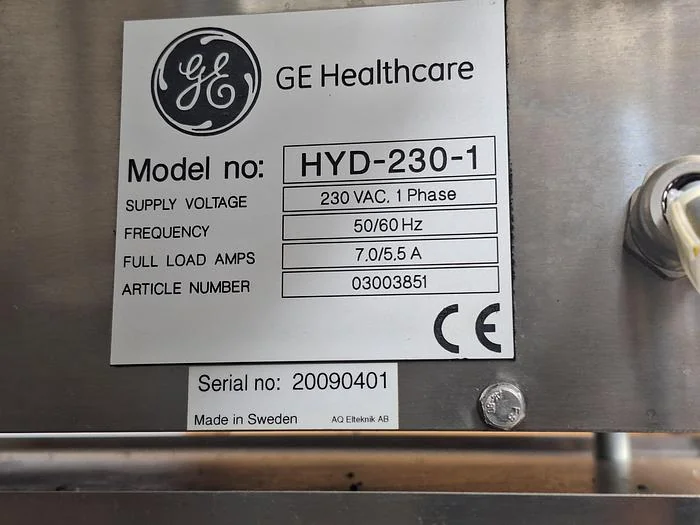 GE GE Healthcare
Model no: HYD-230-1
SUPPLY VOLTAGE 230 VAC. 1 Phase
FREQUENCY 50/60 Hz
FULL LOAD AMPS 7.0/5.5 A
ARTICLE NUMBER 03003851
CE
Serial no: 20090401
Made in Sweden AQ Elteknik AB